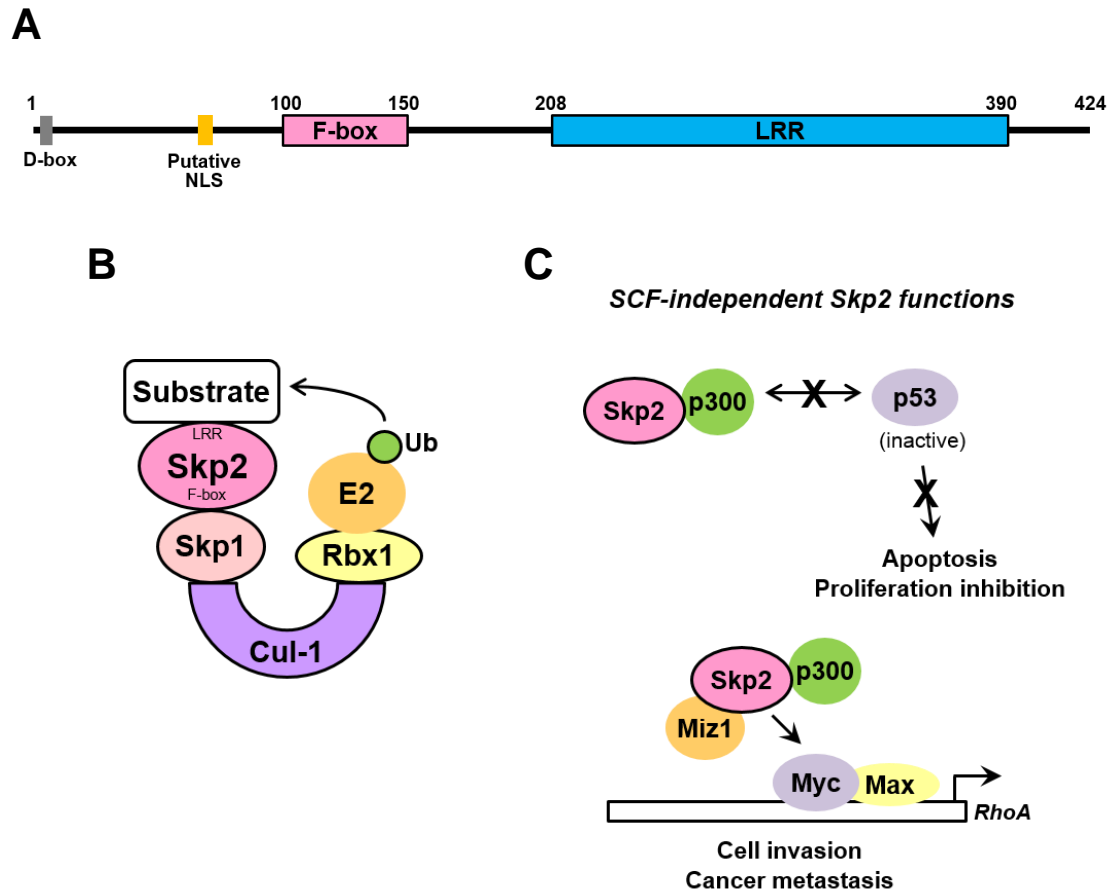 A
1 100 150 208 390 424
F-box LRR
D-box Putative
NLS
B
Substrate
LRR
Skp2
F-box
Ub
E2
Skp1
Rbx1
Cul-1
C
SCF-independent Skp2 functions
Skp2 p300 X p53
(inactive)
X
Apoptosis
Proliferation inhibition
Skp2 p300
Miz1
Myc Max
RhoA
Cell invasion
Cancer metastasis